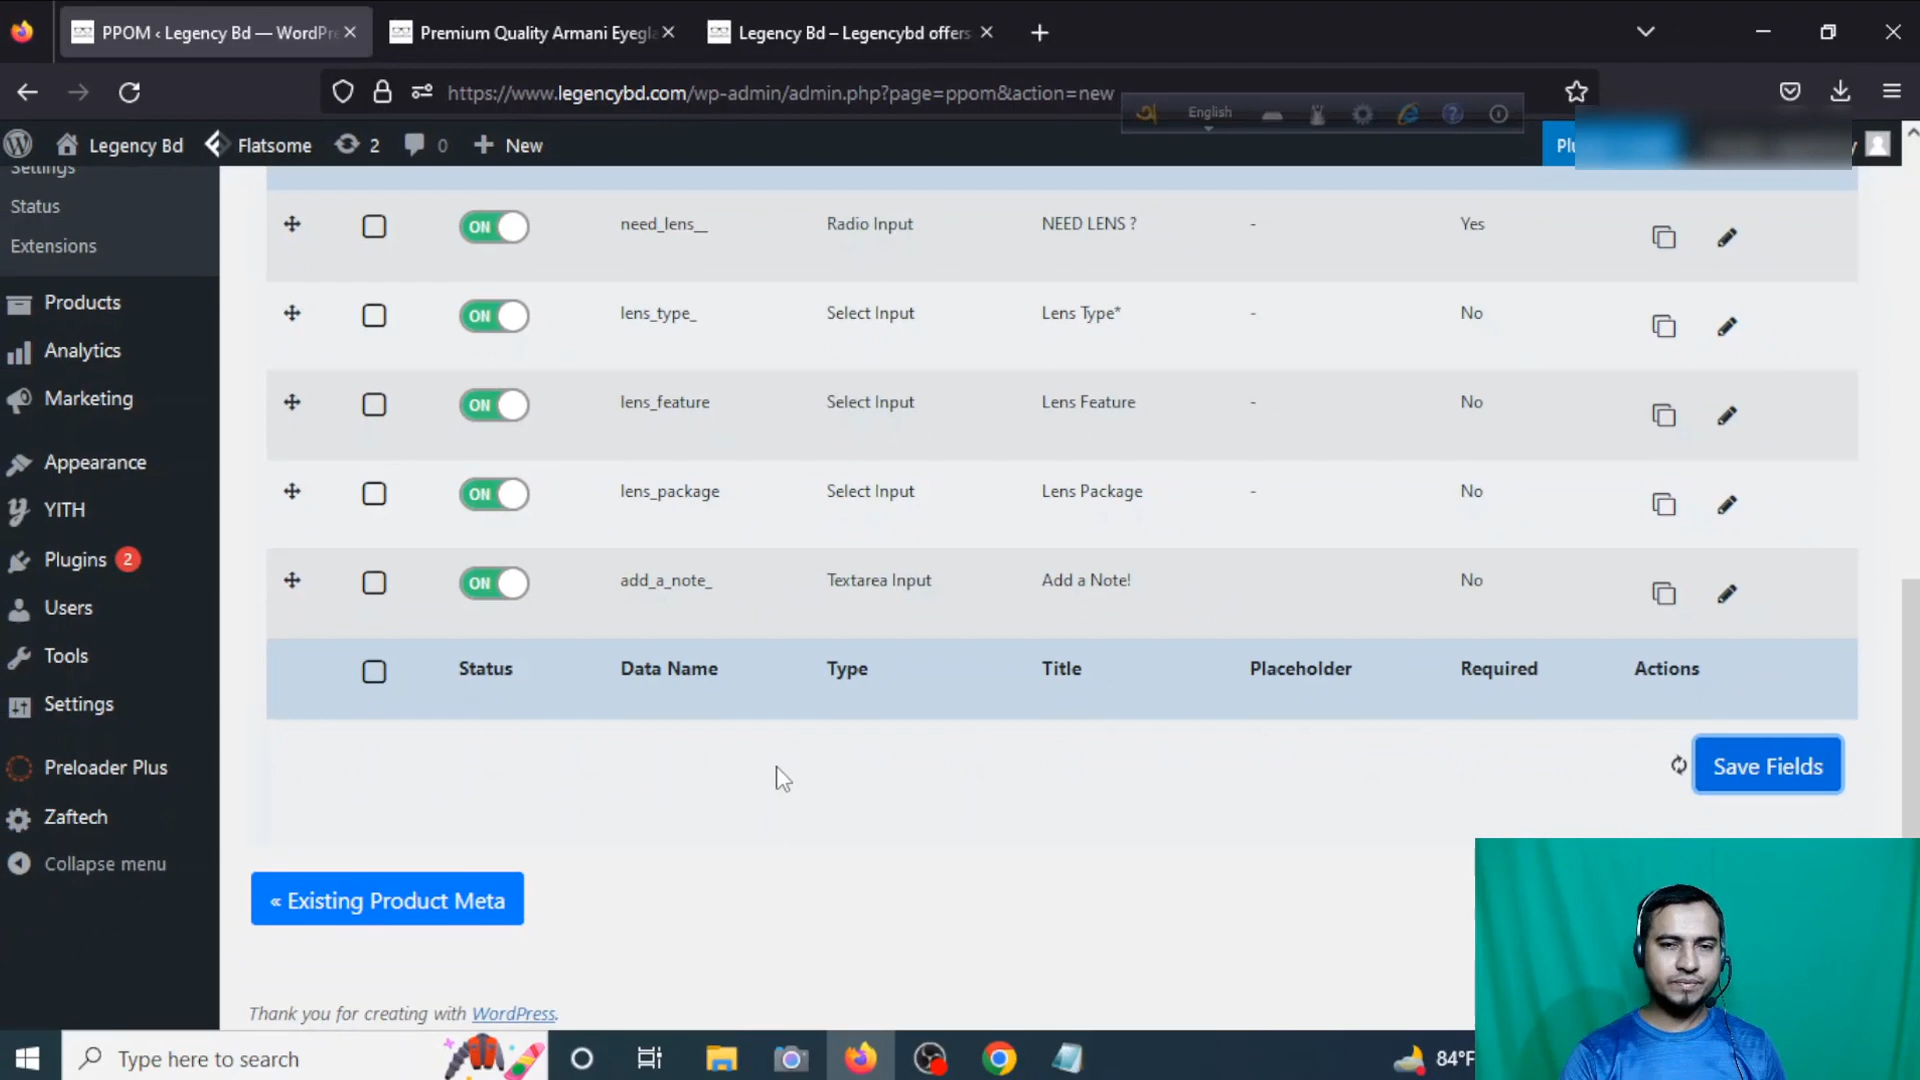 PPOM ‹ Legency Bd — WordPre
Premium Quality Armani Eyegla
Legency Bd – Legencybd offers
https://www.legencybd.com/wp-admin/admin.php?page=ppom&action=new
English
Legency Bd
Flatsome
2
0
New
Plu
y
Settings
Status
Extensions
Products
Analytics
Marketing
Appearance
YITH
Plugins 2
Users
Tools
Settings
Preloader Plus
Zaftech
Collapse menu
ON need_lens__ Radio Input NEED LENS ? - Yes
ON lens_type_ Select Input Lens Type* - No
ON lens_feature Select Input Lens Feature - No
ON lens_package Select Input Lens Package - No
ON add_a_note_ Textarea Input Add a Note! No
Status Data Name Type Title Placeholder Required Actions
Save Fields
« Existing Product Meta
Thank you for creating with WordPress.
Type here to search
84°F